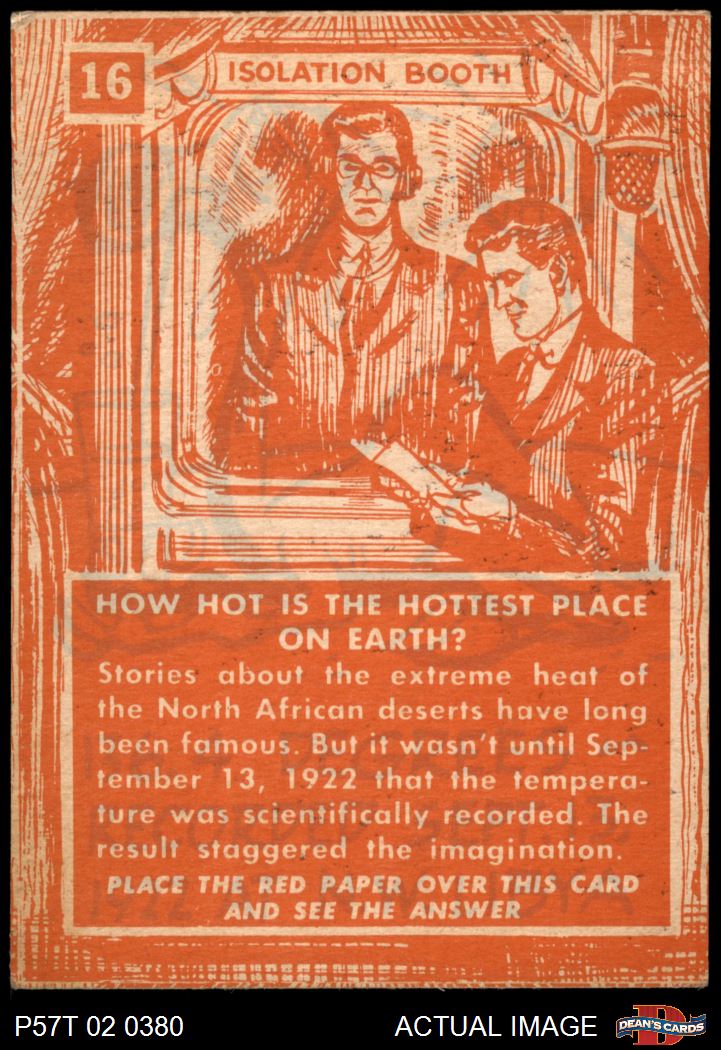 16
ISOLATION BOOTH
HOW HOT IS THE HOTTEST PLACE
ON EARTH?
Stories about the extreme heat of
the North African deserts have long
been famous. But it wasn't until Sep-
tember 13, 1922 that the tempera-
ture was scientifically recorded. The
result staggered the imagination.
PLACE THE RED PAPER OVER THIS CARD
AND SEE THE ANSWER
P57T 02 0380
ACTUAL IMAGE
DEAN'S CARDS